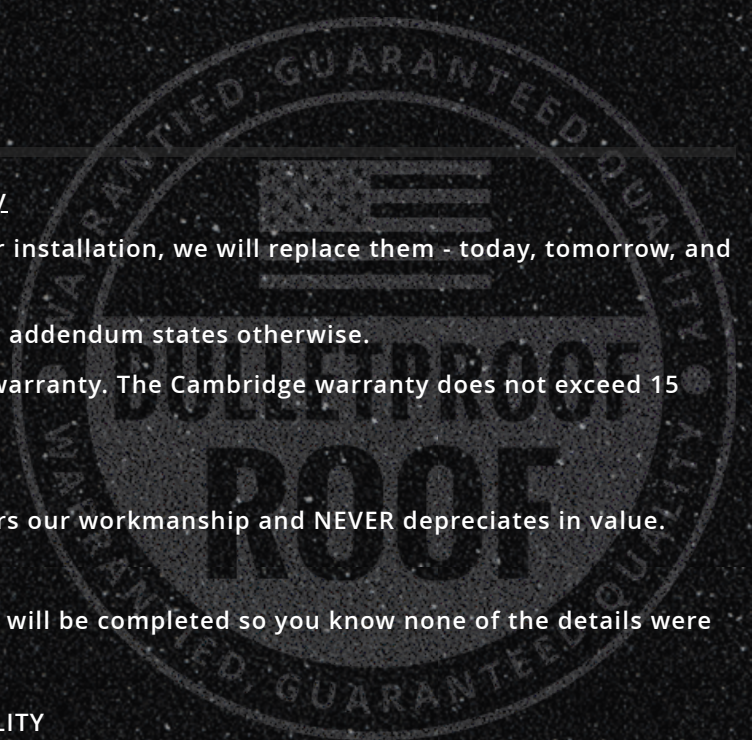 WARRANTIED, GUARANTEED QUALITY
y
r installation, we will replace them - today, tomorrow, and
addendum states otherwise.
BULLETPROOF
warranty. The Cambridge warranty does not exceed 15
ROOF
rs our workmanship and NEVER depreciates in value.
will be completed so you know none of the details were
WARRANTIED, GUARANTEED QUALITY
LITY